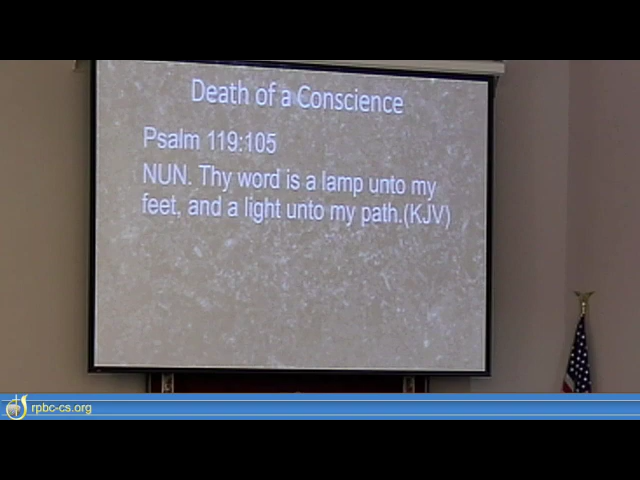 Death of a Conscience
Psalm 119:105
NUN. Thy word is a lamp unto my
feet, and a light unto my path.(KJV)
rpbc-cs.org